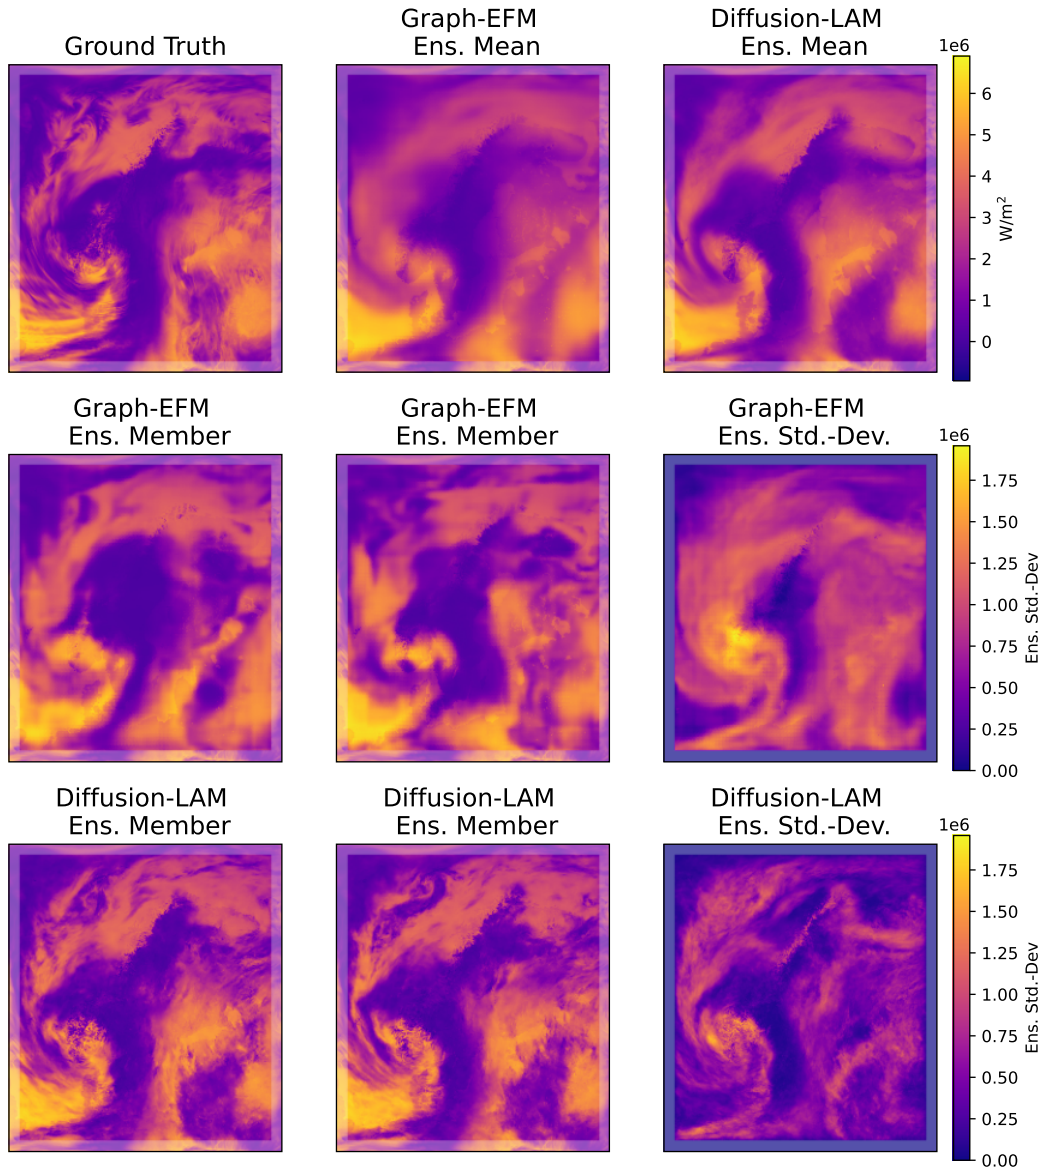 Ground Truth
Graph-EFM
Ens. Mean
Diffusion-LAM
Ens. Mean
1e6
6
5
4
3
2
1
0
W/m²
Graph-EFM
Ens. Member
Graph-EFM
Ens. Member
Graph-EFM
Ens. Std.-Dev.
1e6
1.75
1.50
1.25
1.00
0.75
0.50
0.25
0.00
Ens. Std.-Dev
Diffusion-LAM
Ens. Member
Diffusion-LAM
Ens. Member
Diffusion-LAM
Ens. Std.-Dev.
1e6
1.75
1.50
1.25
1.00
0.75
0.50
0.25
0.00
Ens. Std.-Dev